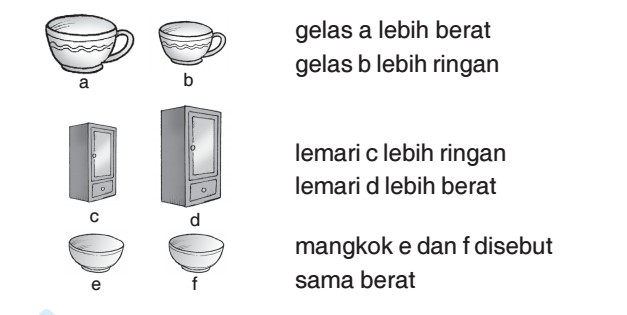 gelas a lebih berat
gelas b lebih ringan
a
b
lemari c lebih ringan
lemari d lebih berat
c
d
mangkok e dan f disebut
sama berat
e
f